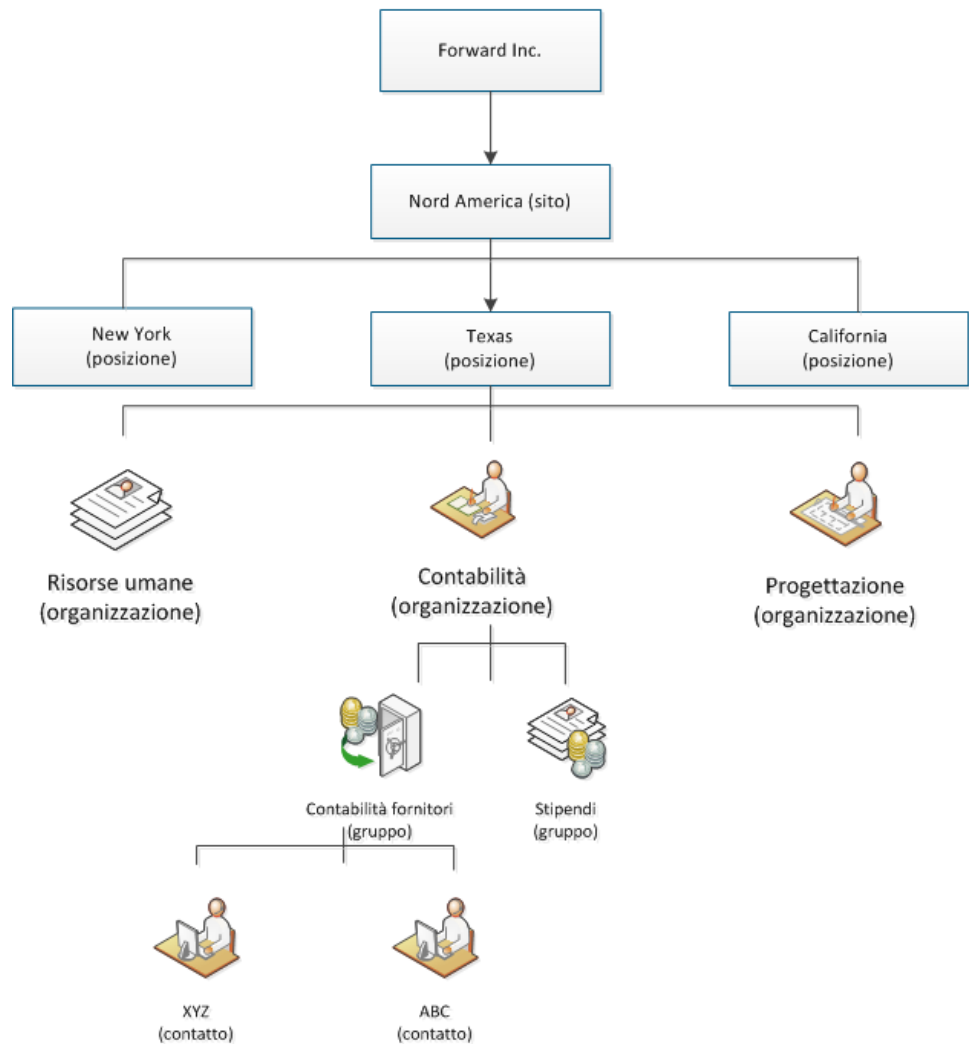 Forward Inc.
Nord America (sito)
New York
(posizione)
Texas
(posizione)
California
(posizione)
Risorse umane
(organizzazione)
Contabilità
(organizzazione)
Progettazione
(organizzazione)
Contabilità fornitori
(gruppo)
Stipendi
(gruppo)
XYZ
(contatto)
ABC
(contatto)